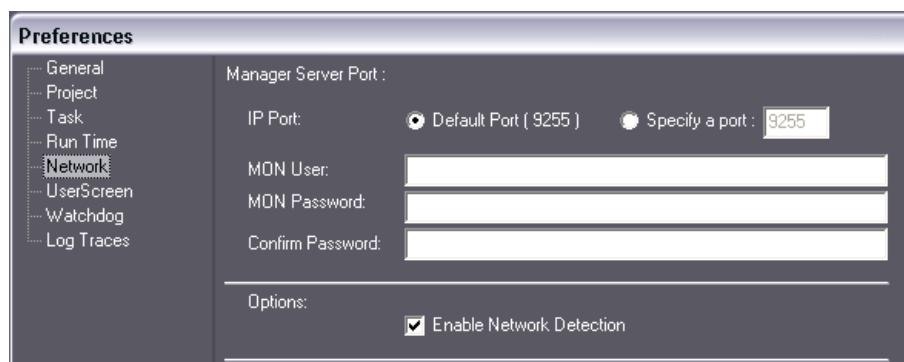 Preferences
General
Project
Task
Run Time
Network
UserScreen
Watchdog
Log Traces
Manager Server Port :
IP Port: Default Port ( 9255 ) Specify a port : 9255
MON User:
MON Password:
Confirm Password:
Options:
Enable Network Detection